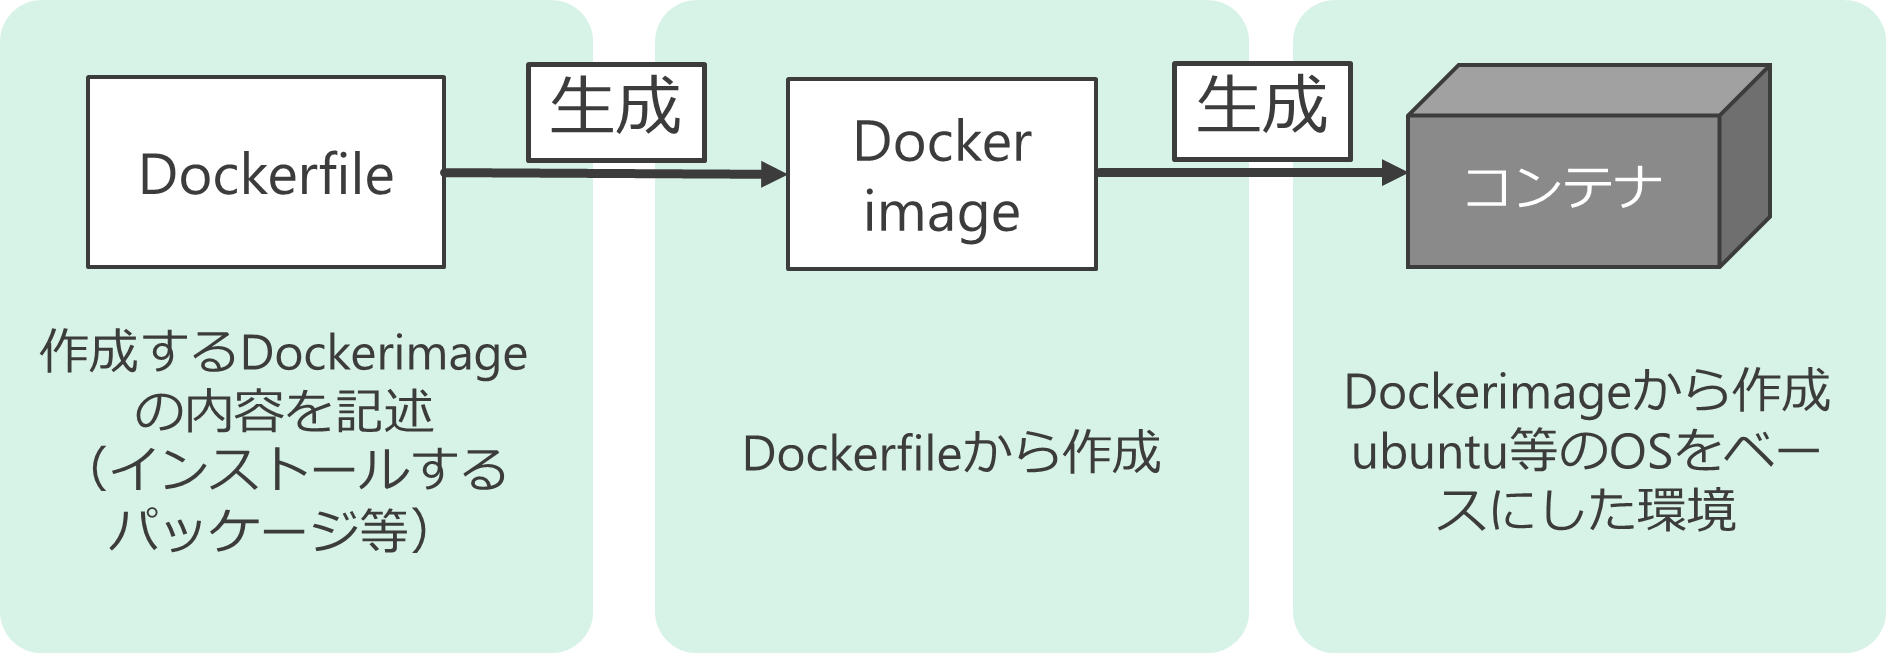 Dockerfile
生成
Docker
image
生成
コンテナ
作成するDockerimage
の内容を記述
（インストールする
パッケージ等）
Dockerfileから作成
Dockerimageから作成
ubuntu等のOSをベー
スにした環境